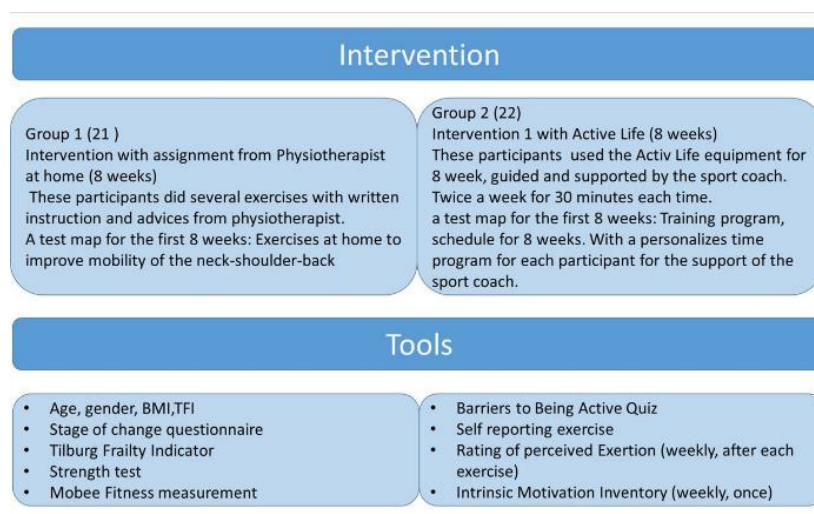 Intervention
Group 1 (21 )
Intervention with assignment from Physiotherapist
at home (8 weeks)
These participants did several exercises with written
instruction and advices from physiotherapist.
A test map for the first 8 weeks: Exercises at home to
improve mobility of the neck-shoulder-back
Group 2 (22)
Intervention 1 with Active Life (8 weeks)
These participants used the Activ Life equipment for
8 week, guided and supported by the sport coach.
Twice a week for 30 minutes each time.
a test map for the first 8 weeks: Training program,
schedule for 8 weeks. With a personalizes time
program for each participant for the support of the
sport coach.
Tools
• Age, gender, BMI,TFI
• Stage of change questionnaire
• Tilburg Frailty Indicator
• Strength test
• Mobee Fitness measurement
• Barriers to Being Active Quiz
• Self reporting exercise
• Rating of perceived Exertion (weekly, after each
exercise)
• Intrinsic Motivation Inventory (weekly, once)